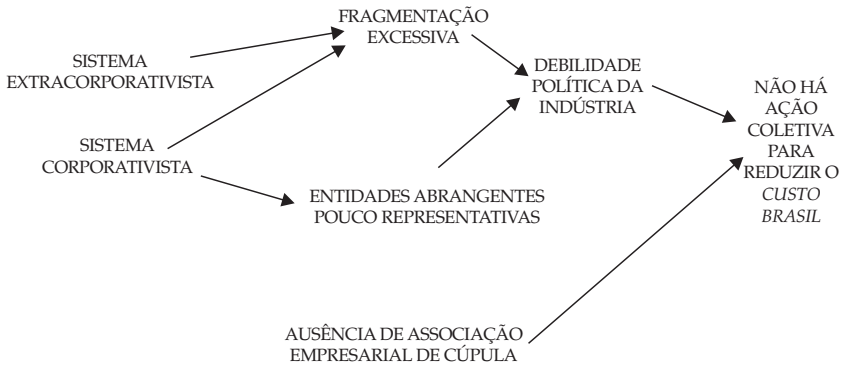 FRAGMENTAÇÃO
EXCESSIVA
SISTEMA
EXTRACORPORATIVISTA
DEBILIDADE
POLÍTICA DA
INDÚSTRIA
NÃO HÁ
AÇÃO
COLETIVA
PARA
REDUZIR O
CUSTO
BRASIL
SISTEMA
CORPORATIVISTA
ENTIDADES ABRANGENTES
POUCO REPRESENTATIVAS
AUSÊNCIA DE ASSOCIAÇÃO
EMPRESARIAL DE CÚPULA